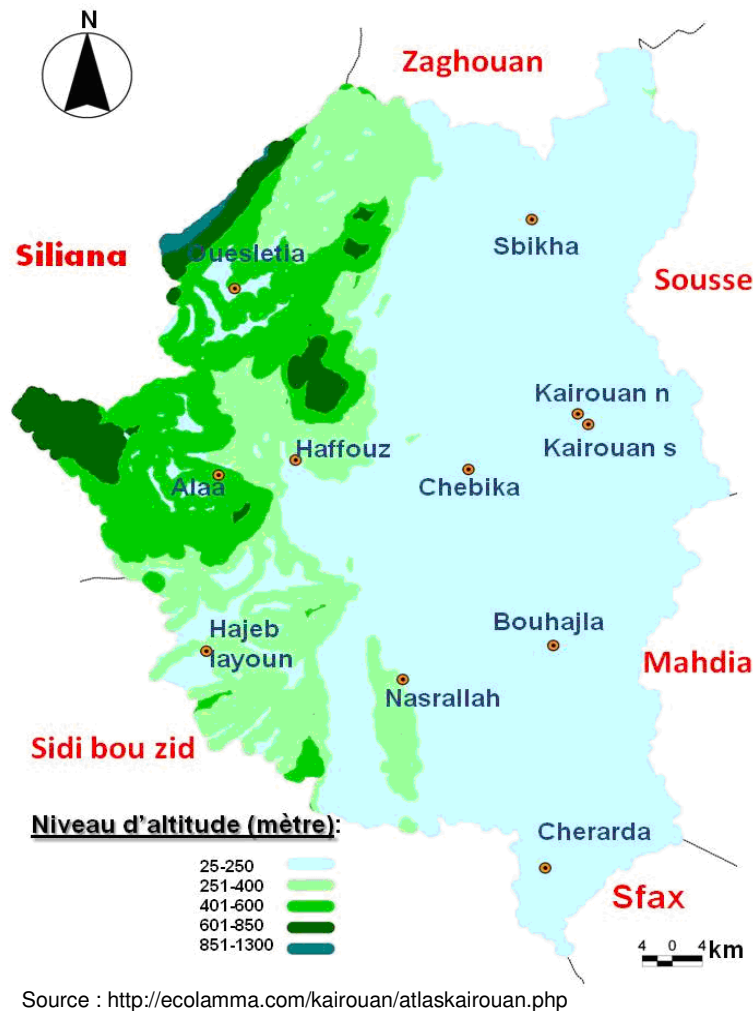 N
Zaghouan
Siliana
Ouesletia
Sbikha
Sousse
Kairouan n
Kairouan s
Haffouz
Alaa
Chebika
Hajeb
layoun
Bouhajla
Mahdia
Nasrallah
Sidi bou zid
Niveau d'altitude (mètre):
25-250
251-400
401-600
601-850
851-1300
Cherarda
Sfax
4 0 4 km
Source : http://ecolamma.com/kairouan/atlaskairouan.php